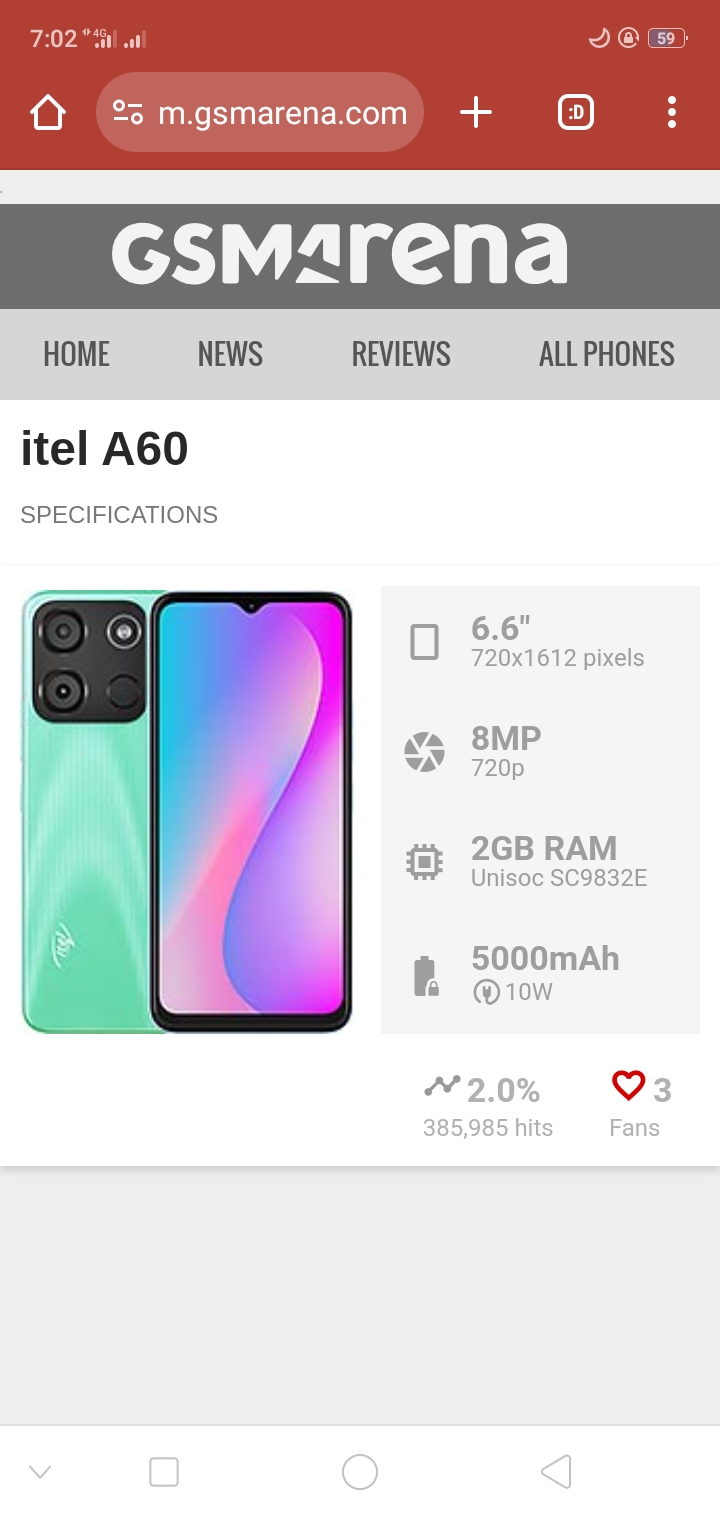 7:02 4G 59
m.gsmarena.com :D
GSMArena
HOME NEWS REVIEWS ALL PHONES
itel A60
SPECIFICATIONS
6.6"
720x1612 pixels
8MP
720p
2GB RAM
Unisoc SC9832E
5000mAh
10W
itel
2.0% 3
385,985 hits Fans